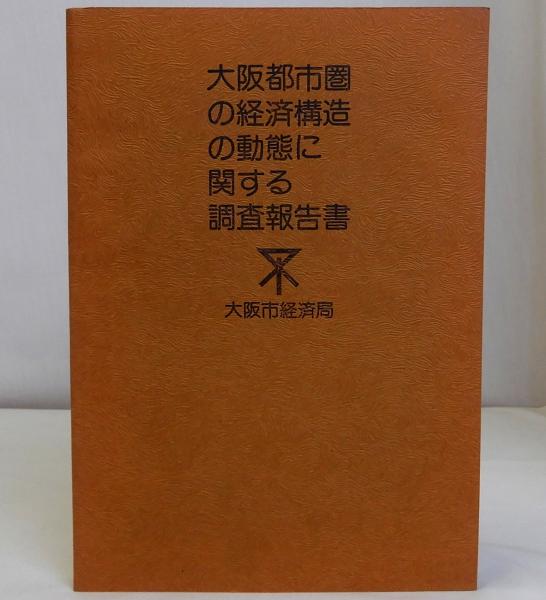 大阪都市圏
の経済構造
の動態に
関する
調査報告書
大阪市経済局